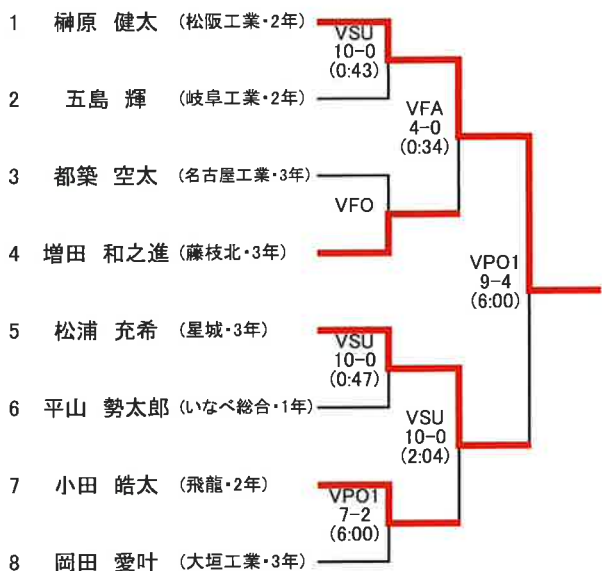 1 榊原 健太 (松阪工業・2年)
VSU
10-0
(0:43)
2 五島 輝 (岐阜工業・2年)
VFA
4-0
(0:34)
3 都築 空太 (名古屋工業・3年)
VFO
4 増田 和之進 (藤枝北・3年)
VPO1
9-4
(6:00)
5 松浦 充希 (星城・3年)
VSU
10-0
(0:47)
6 平山 勢太郎 (いなべ総合・1年)
VSU
10-0
(2:04)
7 小田 皓太 (飛龍・2年)
VPO1
7-2
(6:00)
8 岡田 愛叶 (大垣工業・3年)